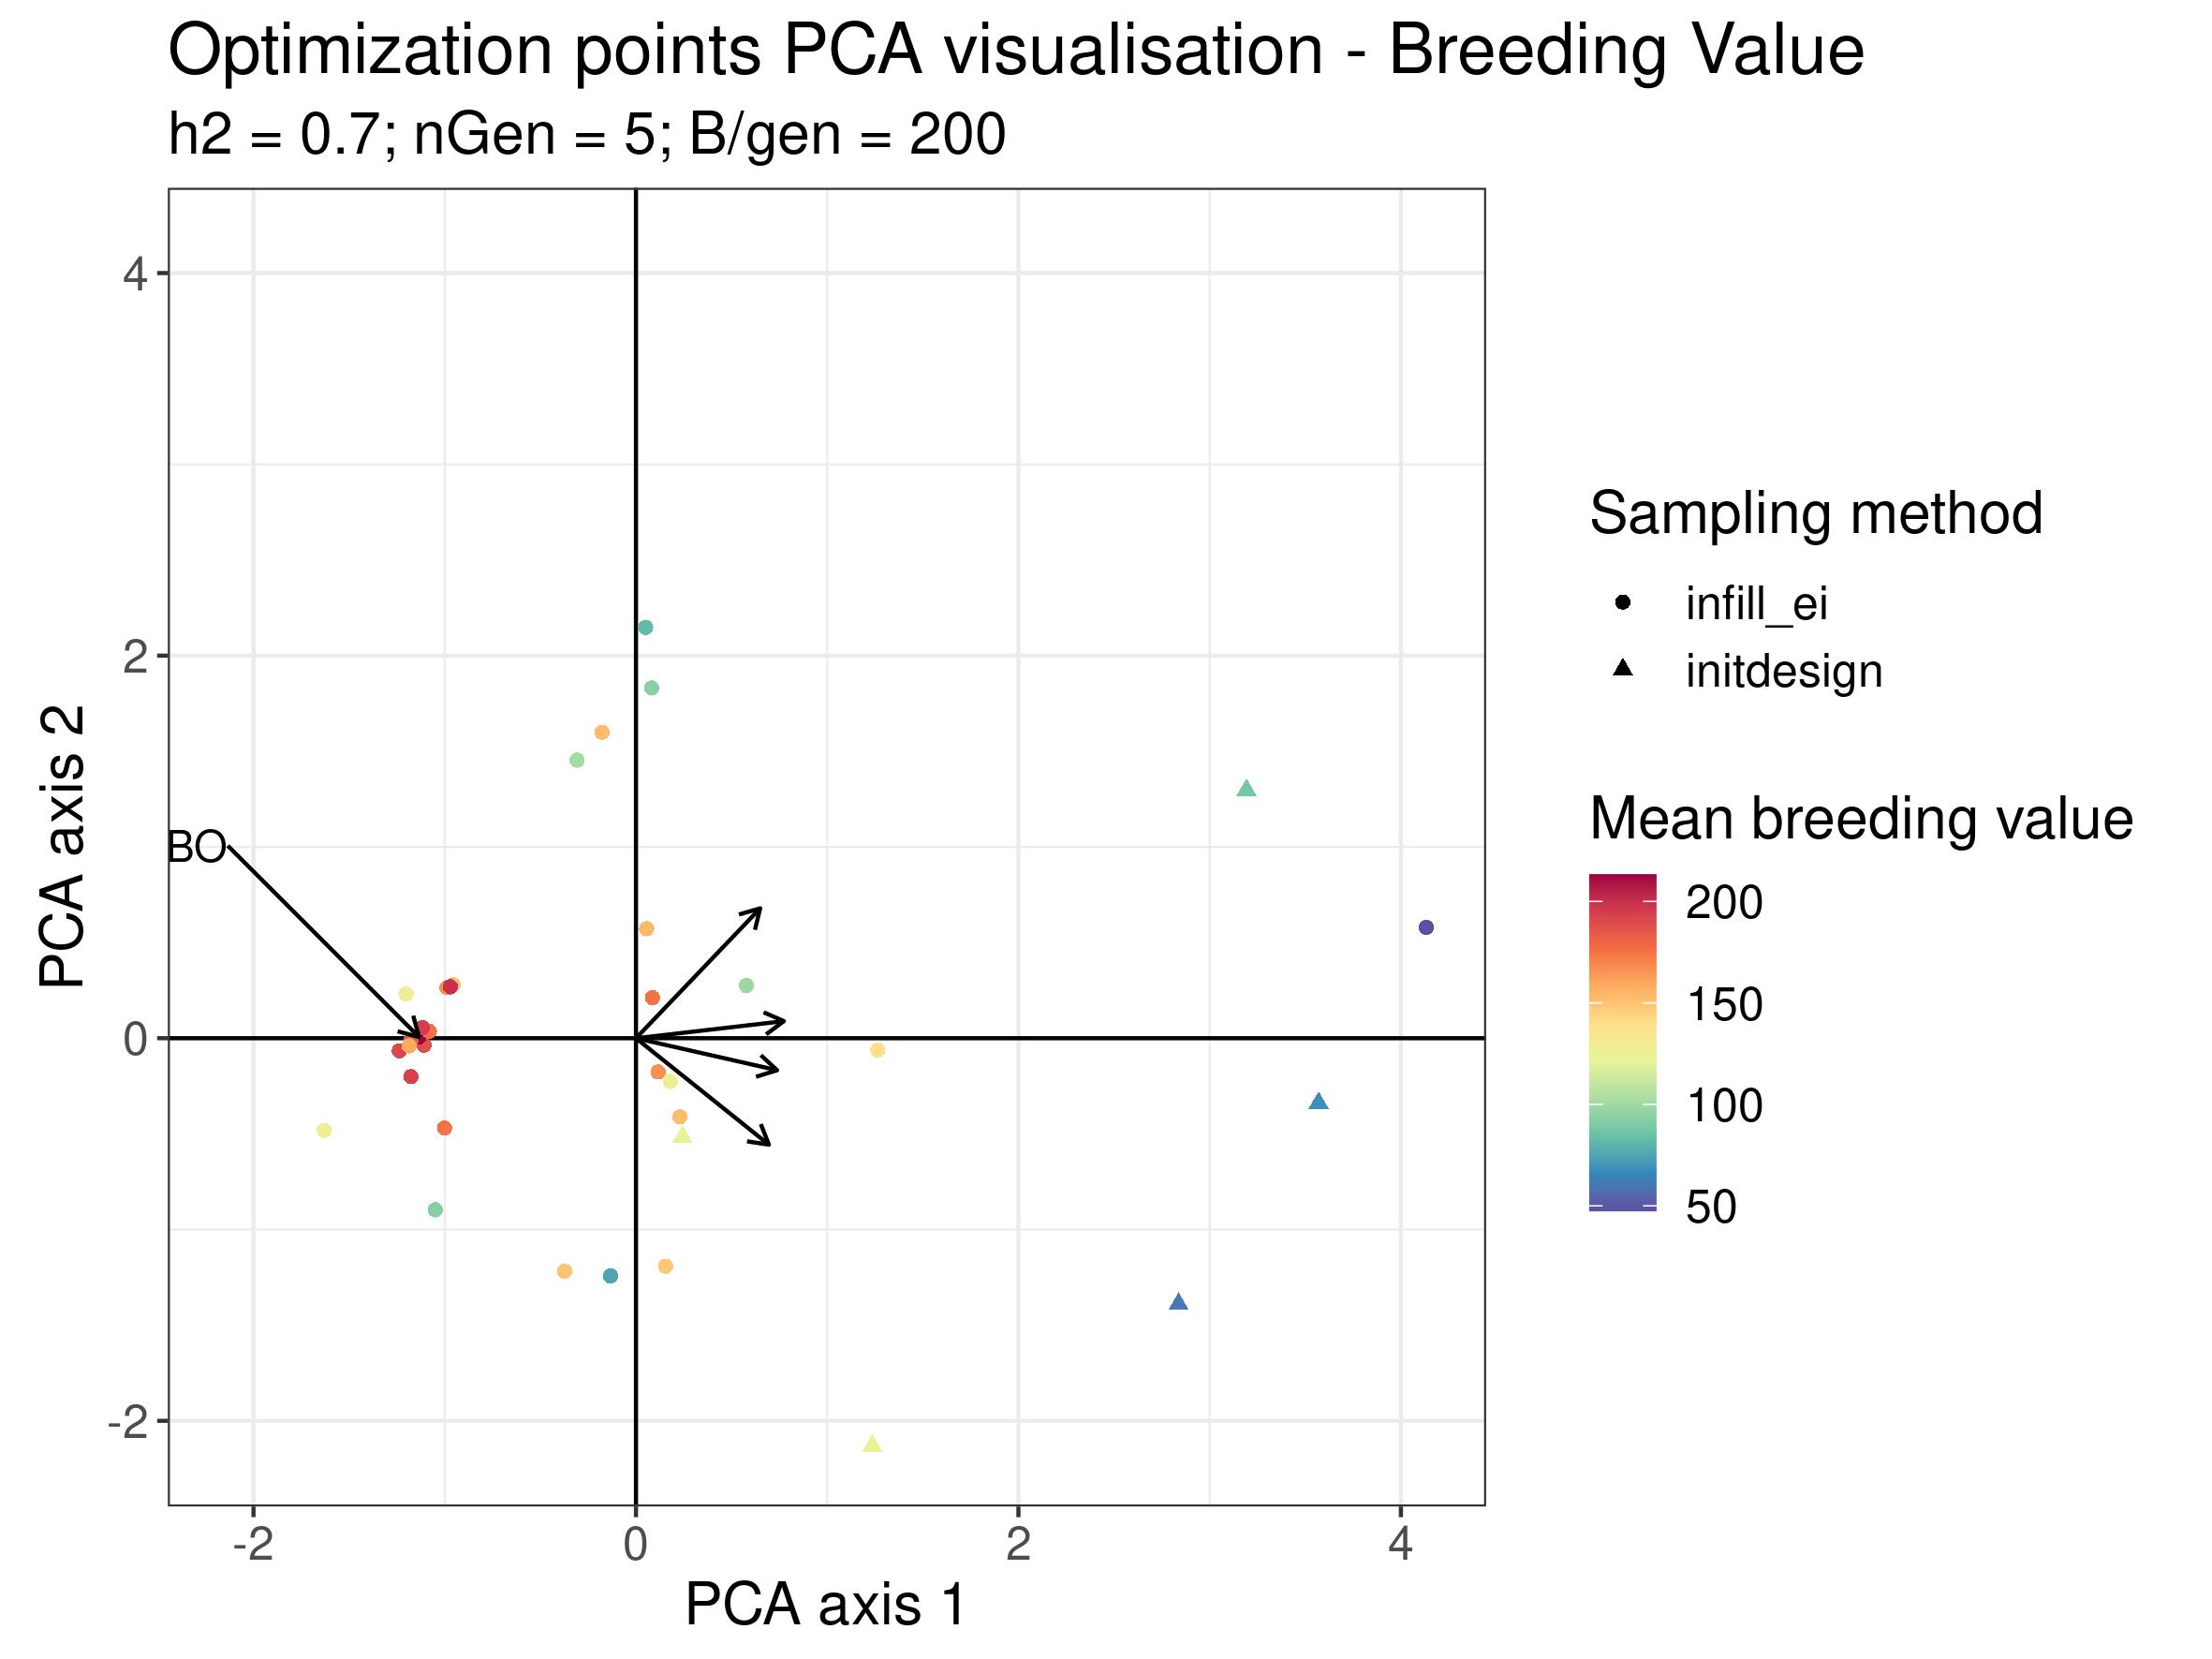 Optimization points PCA visualisation - Breeding Value
h2 = 0.7; nGen = 5; B/gen = 200
PCA axis 2
4
2
0
-2
BO
-2
0
2
4
PCA axis 1
Sampling method
infill_ei
initdesign
Mean breeding value
200
150
100
50